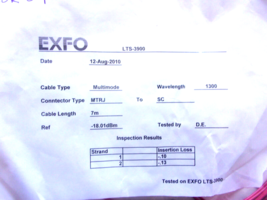 EXFO
LTS-3900
Date 12-Aug-2010
Cable Type Multimode Wavelength 1300
Conntector Type MTRJ To SC
Cable Length 7m
Ref -18.01dBm Tested by D.E.
Inspection Results
Strand Insertion Loss
1 -.10
2 -.13
Tested on EXFO LTS-3900